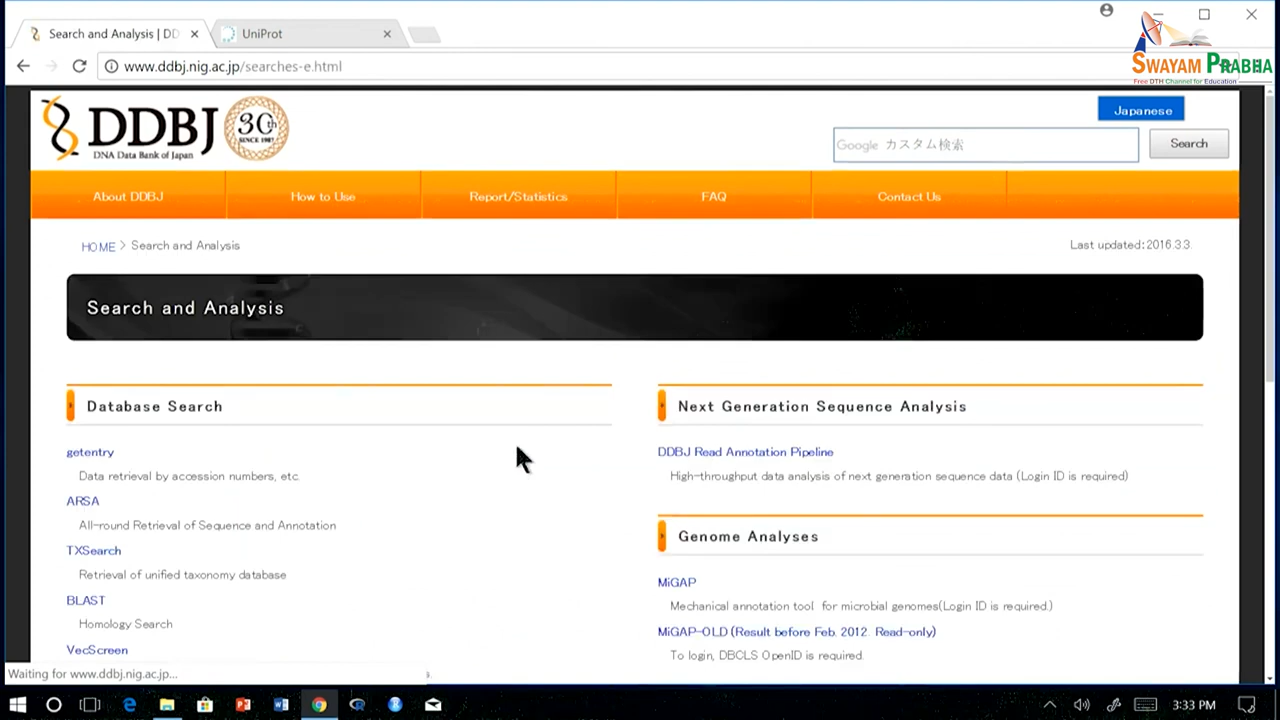 Search and Analysis | DD
UniProt
www.ddbj.nig.ac.jp/searches-e.html
SWAYAM PRABHA
Free DTH Channel for Education
DDBJ
DNA Data Bank of Japan
30th
SINCE 1987
Japanese
Google カスタム検索
Search
About DDBJ
How to Use
Report/Statistics
FAQ
Contact Us
HOME > Search and Analysis
Last updated:2016.3.3.
Search and Analysis
Database Search
getentry
Data retrieval by accession numbers, etc.
ARSA
All-round Retrieval of Sequence and Annotation
TXSearch
Retrieval of unified taxonomy database
BLAST
Homology Search
VecScreen
Next Generation Sequence Analysis
DDBJ Read Annotation Pipeline
High-throughput data analysis of next generation sequence data (Login ID is required)
Genome Analyses
MiGAP
Mechanical annotation tool for microbial genomes(Login ID is required.)
MiGAP-OLD (Result before Feb. 2012. Read-only)
To login, DBCLS OpenID is required.
Waiting for www.ddbj.nig.ac.jp...
3:33 PM